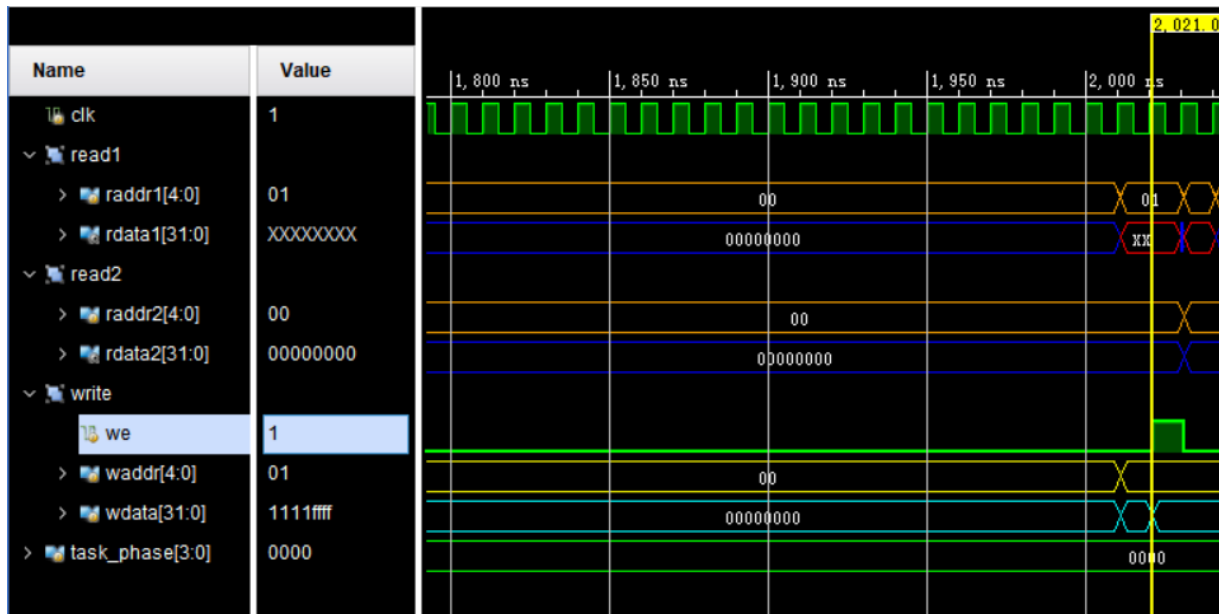 2,021.0
Name Value
1,800 ns 1,850 ns 1,900 ns 1,950 ns 2,000 ns
clk 1
read1
raddr1[4:0] 01 00 01
rdata1[31:0] XXXXXXXX 00000000 XX
read2
raddr2[4:0] 00 00
rdata2[31:0] 00000000 00000000
write
we 1
waddr[4:0] 01 00
wdata[31:0] 1111ffff 00000000
task_phase[3:0] 0000 0000